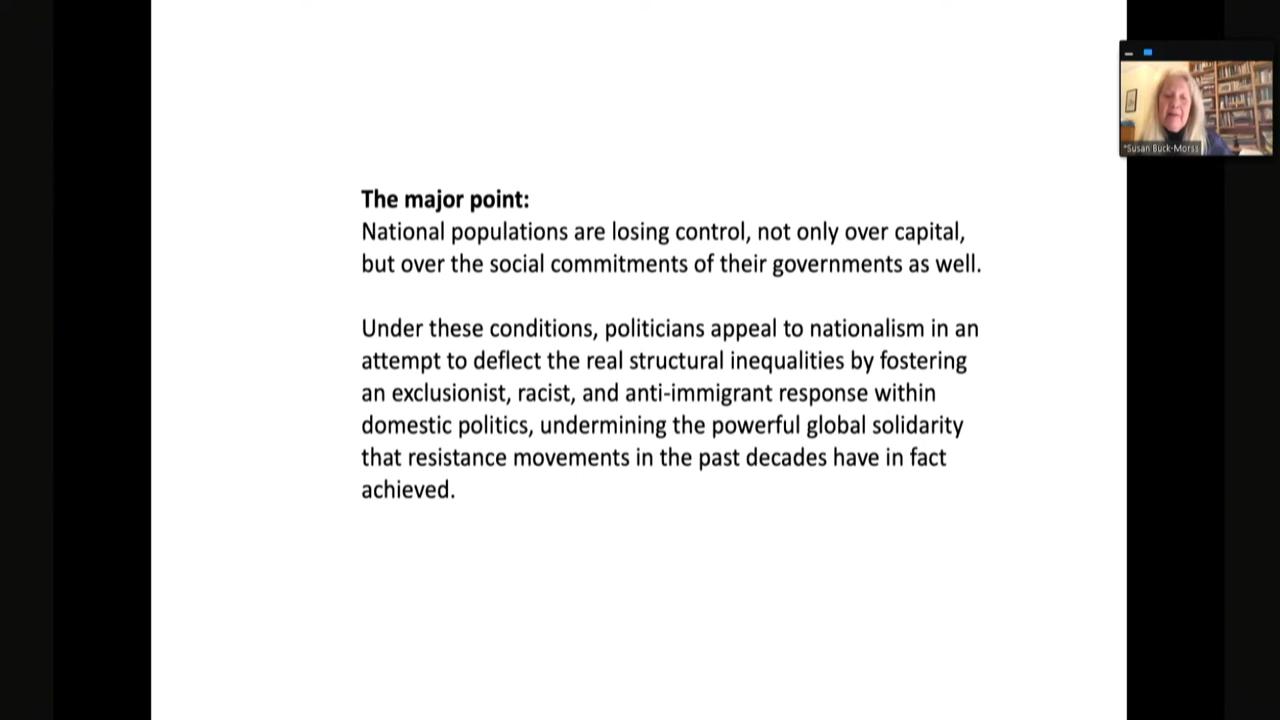 The major point:
National populations are losing control, not only over capital,
but over the social commitments of their governments as well.
Under these conditions, politicians appeal to nationalism in an
attempt to deflect the real structural inequalities by fostering
an exclusionist, racist, and anti-immigrant response within
domestic politics, undermining the powerful global solidarity
that resistance movements in the past decades have in fact
achieved.
*Susan Buck-Morss